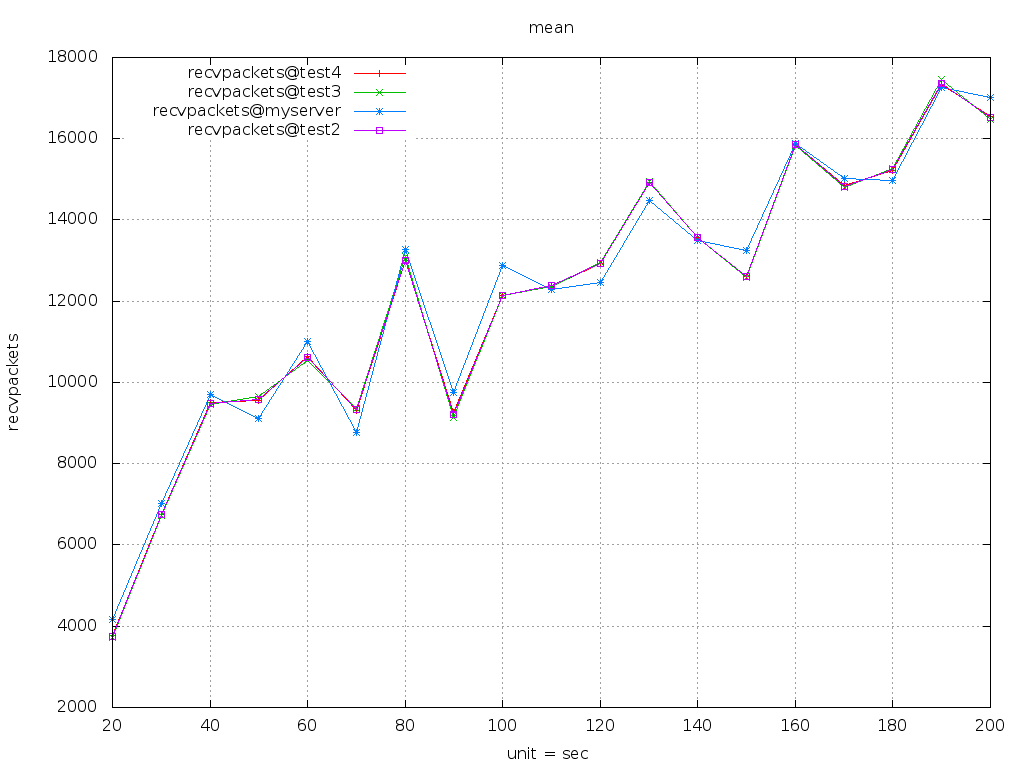 mean
18000
16000
14000
12000
10000
8000
6000
4000
2000
recvpackets@test4
recvpackets@test3
recvpackets@myserver
recvpackets@test2
recvpackets
20 40 60 80 100 120 140 160 180 200
unit = sec